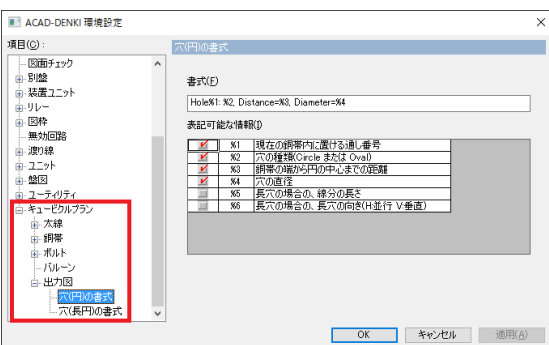 ACAD-DENKI 環境設定
項目(C):
図面チェック
別盤
装置ユニット
リレー
図枠
無効回路
渡り線
ユニット
盤図
ユーティリティ
キュービクルプラン
太線
銅帯
ボルト
バルーン
出力図
穴(円)の書式
穴(長円)の書式
穴(円)の書式
書式(F)
Hole%1: %2, Distance=%3, Diameter=%4
表記可能な情報(I)
%1 現在の銅帯内に置ける通し番号
%2 穴の種類(Circle または Oval)
%3 銅帯の端から円の中心までの距離
%4 穴の直径
%5 長穴の場合の、線分の長さ
%6 長穴の場合の、長穴の向き(H:並行 V:垂直)
OK キャンセル 適用(A)